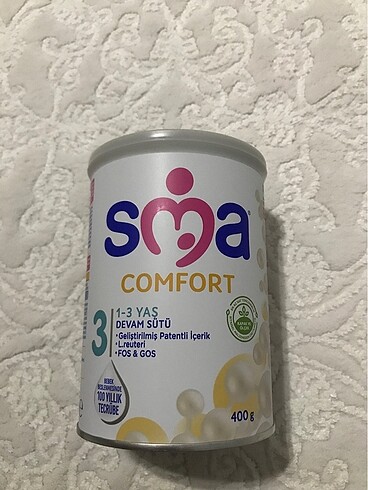 sma
COMFORT
3
1-3 YAŞ
DEVAM SÜTÜ
•Geliştirilmiş Patentli İçerik
•L.reuteri
•FOS & GOS
BEBEK
BESLENMESİNDE
100 YILLIK
TECRÜBE
400 g